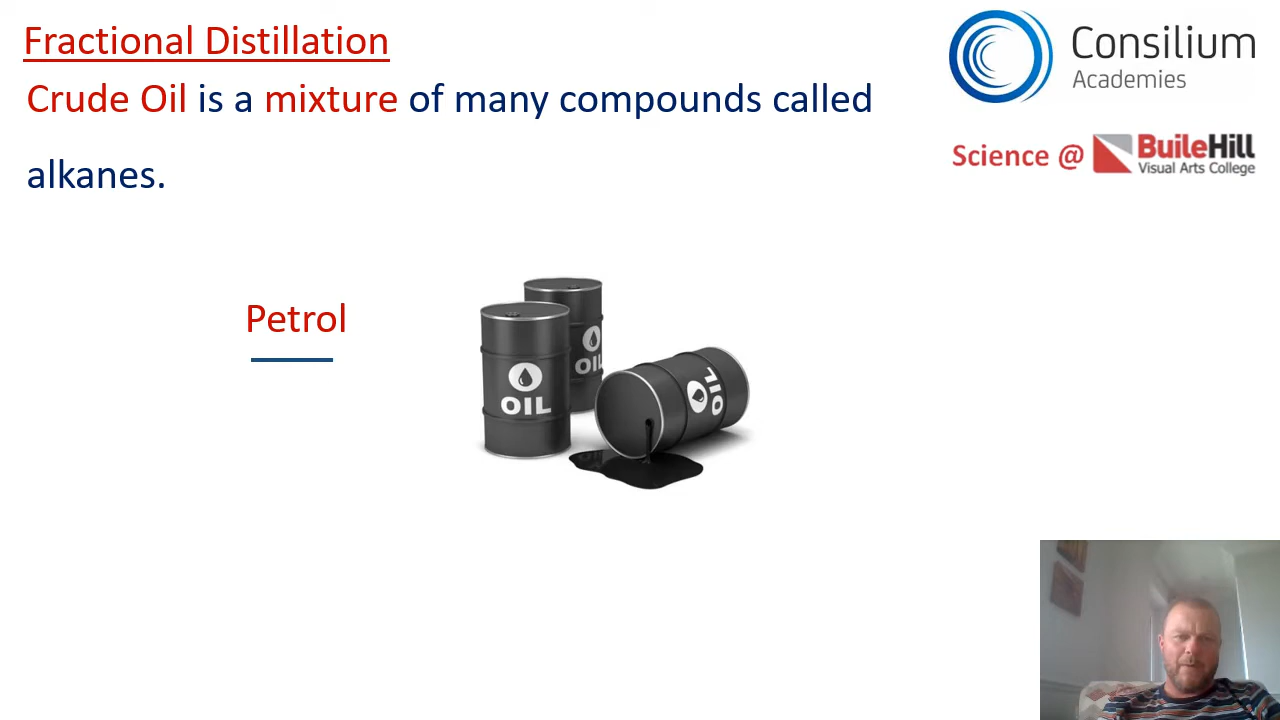 Fractional Distillation
Crude Oil is a mixture of many compounds called
alkanes.
Consilium
Academies
Science @ BuileHill
Visual Arts College
Petrol
OIL
OIL
OIL